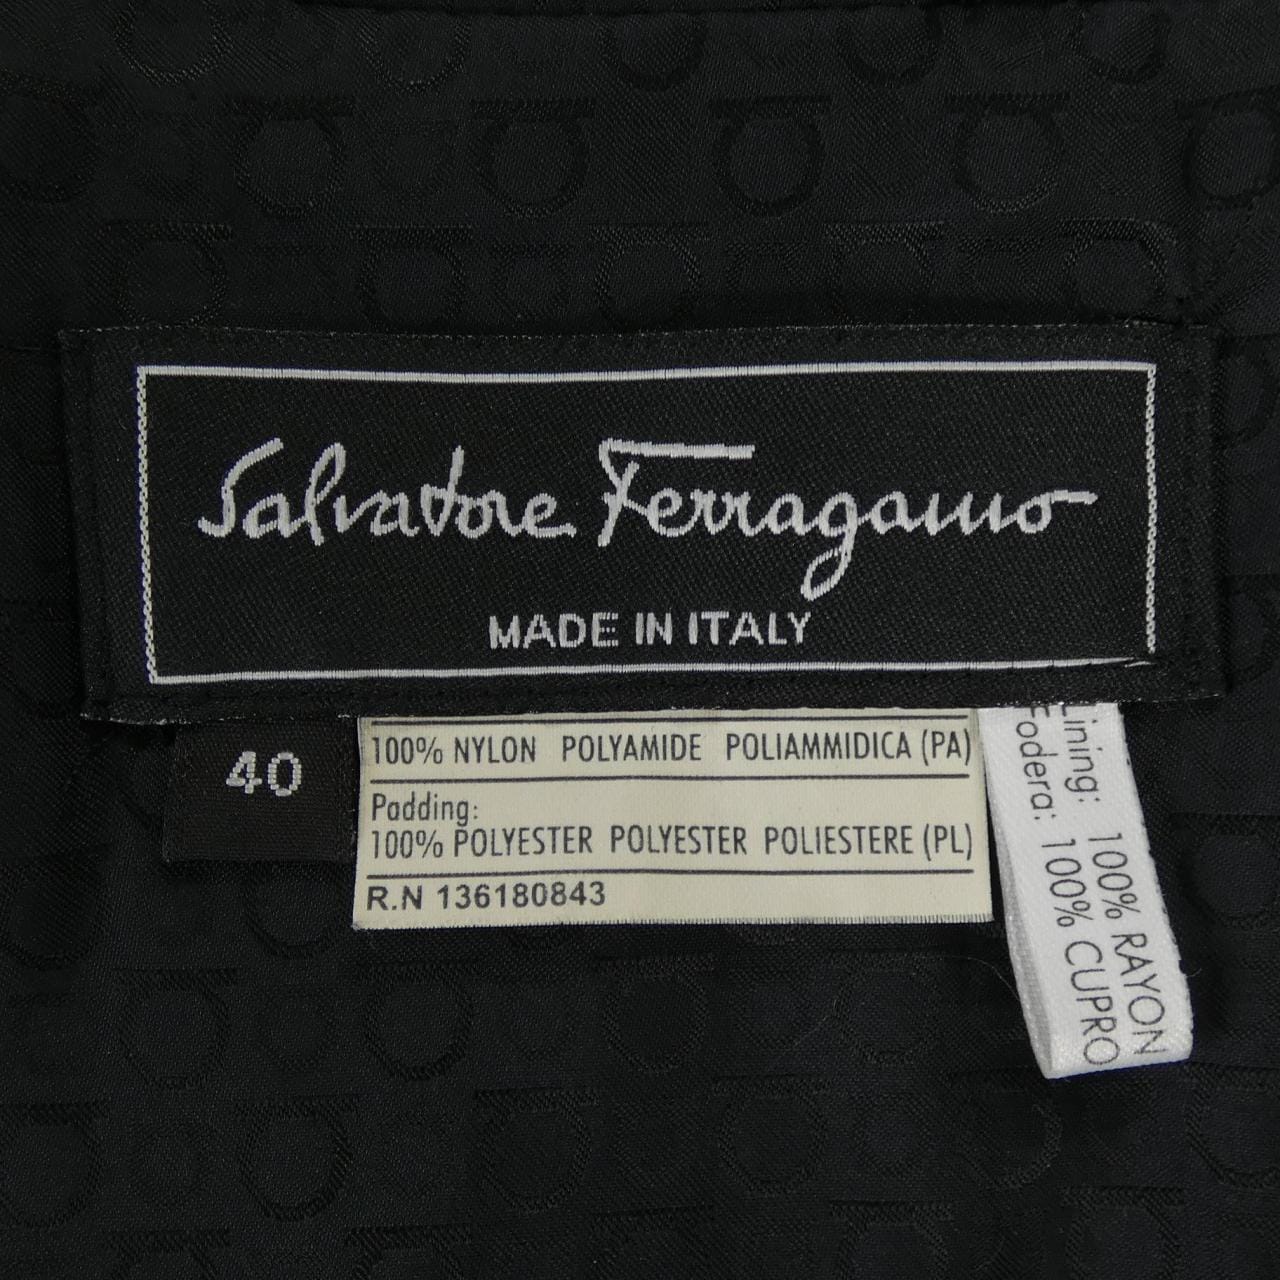 Salvatore Ferragamo
MADE IN ITALY
40
100% NYLON POLYAMIDE POLIAMMIDICA (PA)
Padding:
100% POLYESTER POLYESTER POLIESTERE (PL)
R.N 136180843
Lining: 100% RAYON
Fodera: 100% CUPRO